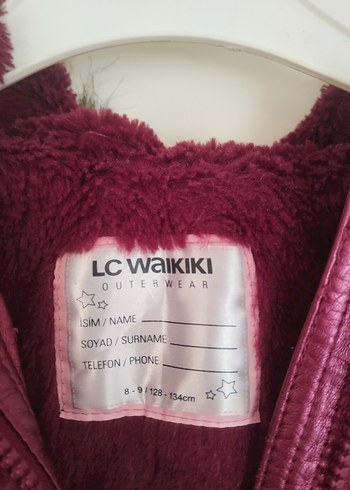 LC WAIKIKI
OUTERWEAR
İSİM / NAME
SOYAD / SURNAME
TELEFON / PHONE
8 - 9 / 128 - 134cm